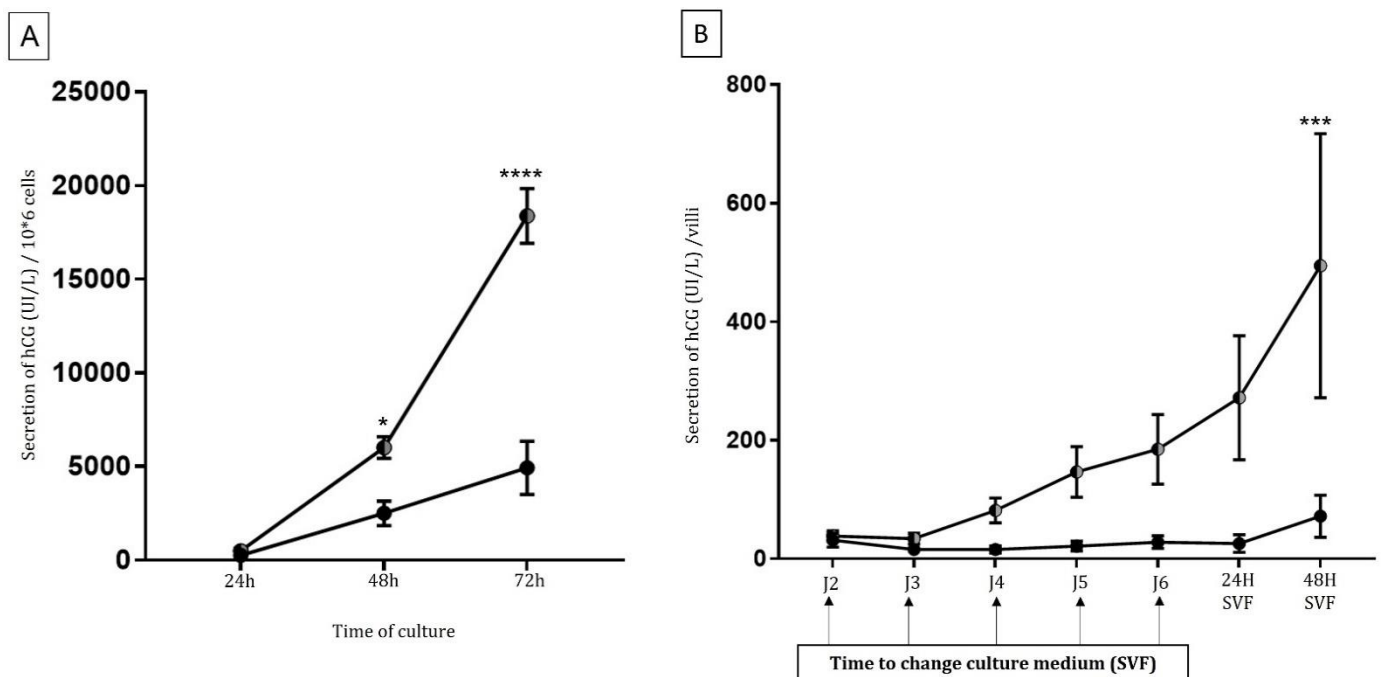 A
25000
20000
15000
10000
5000
0
Secretion of hCG (UI/L) / 10*6 cells
****
*
24h
48h
72h
Time of culture
B
800
600
400
200
0
Secretion of hCG (UI/L) /villi
***
J2
J3
J4
J5
J6
24H
SVF
48H
SVF
Time to change culture medium (SVF)